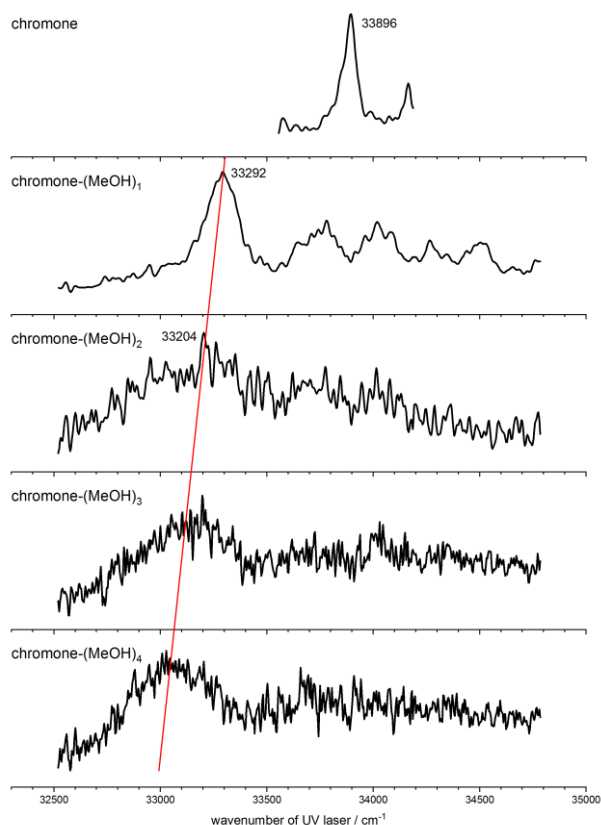 chromone
33896
chromone-(MeOH)₁
33292
chromone-(MeOH)₂
33204
chromone-(MeOH)₃
chromone-(MeOH)₄
32500 33000 33500 34000 34500 35000
wavenumber of UV laser / cm⁻¹